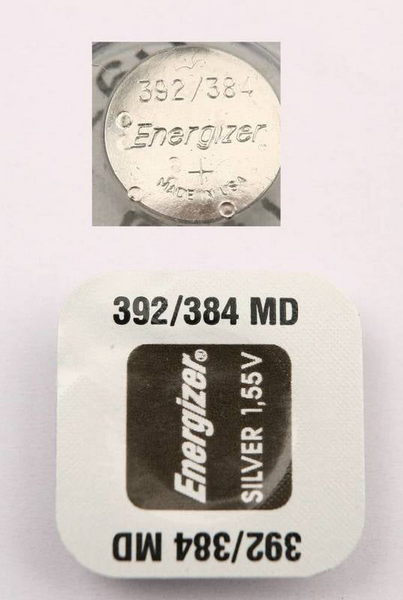 392/384
Energizer
+
MADE IN USA
392/384 MD
Energizer®
SILVER 1,55V
392/384 MD